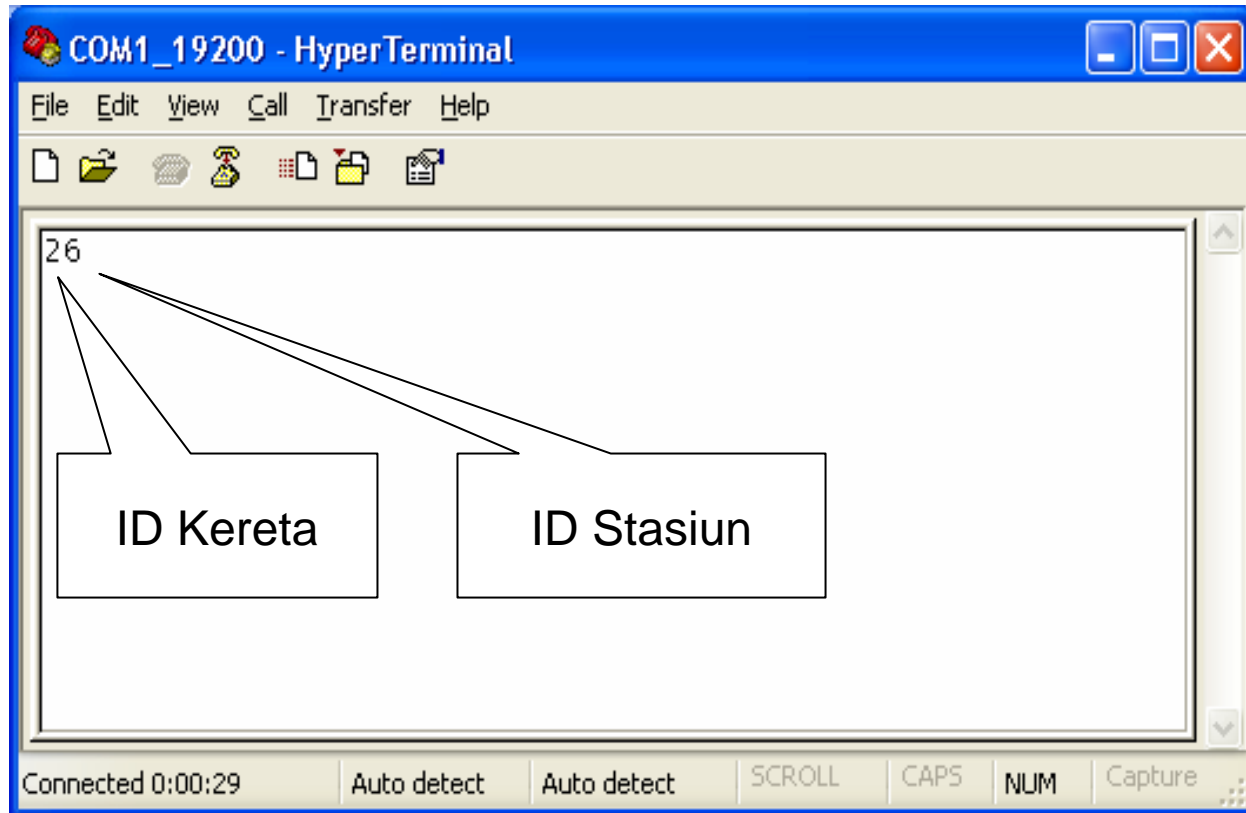 COM1_19200 - HyperTerminal
File Edit View Call Transfer Help
26
ID Kereta ID Stasiun
Connected 0:00:29 Auto detect Auto detect SCROLL CAPS NUM Capture